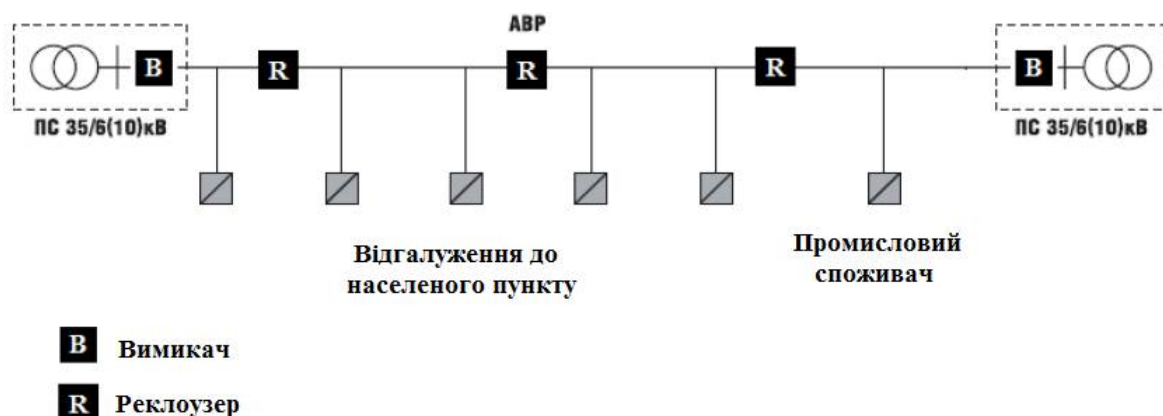 АВР
В R R R В
ПС 35/6(10)кВ ПС 35/6(10)кВ
Відгалуження до
населеного пункту
Промисловий
споживач
В Вимикач
R Реклоузер